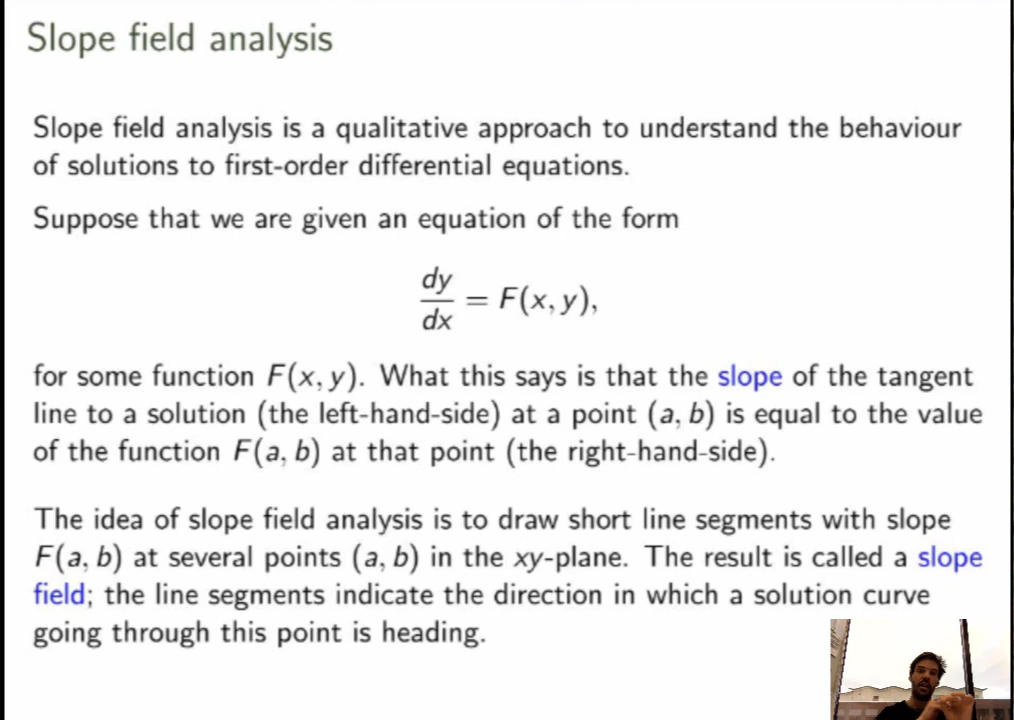 Slope field analysis
Slope field analysis is a qualitative approach to understand the behaviour
of solutions to first-order differential equations.
Suppose that we are given an equation of the form
dy/dx = F(x, y),
for some function F(x, y). What this says is that the slope of the tangent
line to a solution (the left-hand-side) at a point (a, b) is equal to the value
of the function F(a, b) at that point (the right-hand-side).
The idea of slope field analysis is to draw short line segments with slope
F(a, b) at several points (a, b) in the xy-plane. The result is called a slope
field; the line segments indicate the direction in which a solution curve
going through this point is heading.